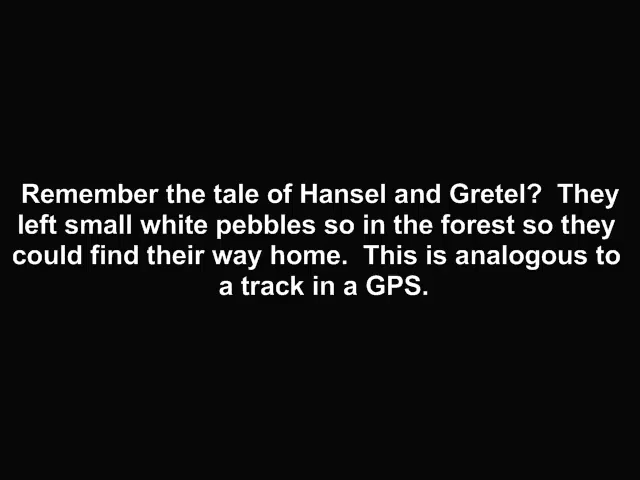 Remember the tale of Hansel and Gretel?  They
left small white pebbles so in the forest so they
could find their way home.  This is analogous to
a track in a GPS.